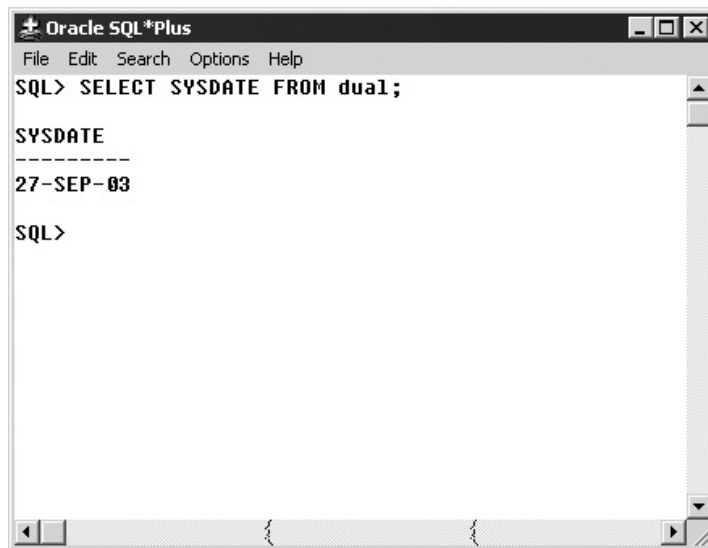 Oracle SQL*Plus
File Edit Search Options Help
SQL> SELECT SYSDATE FROM dual;
SYSDATE
---------
27-SEP-03
SQL>